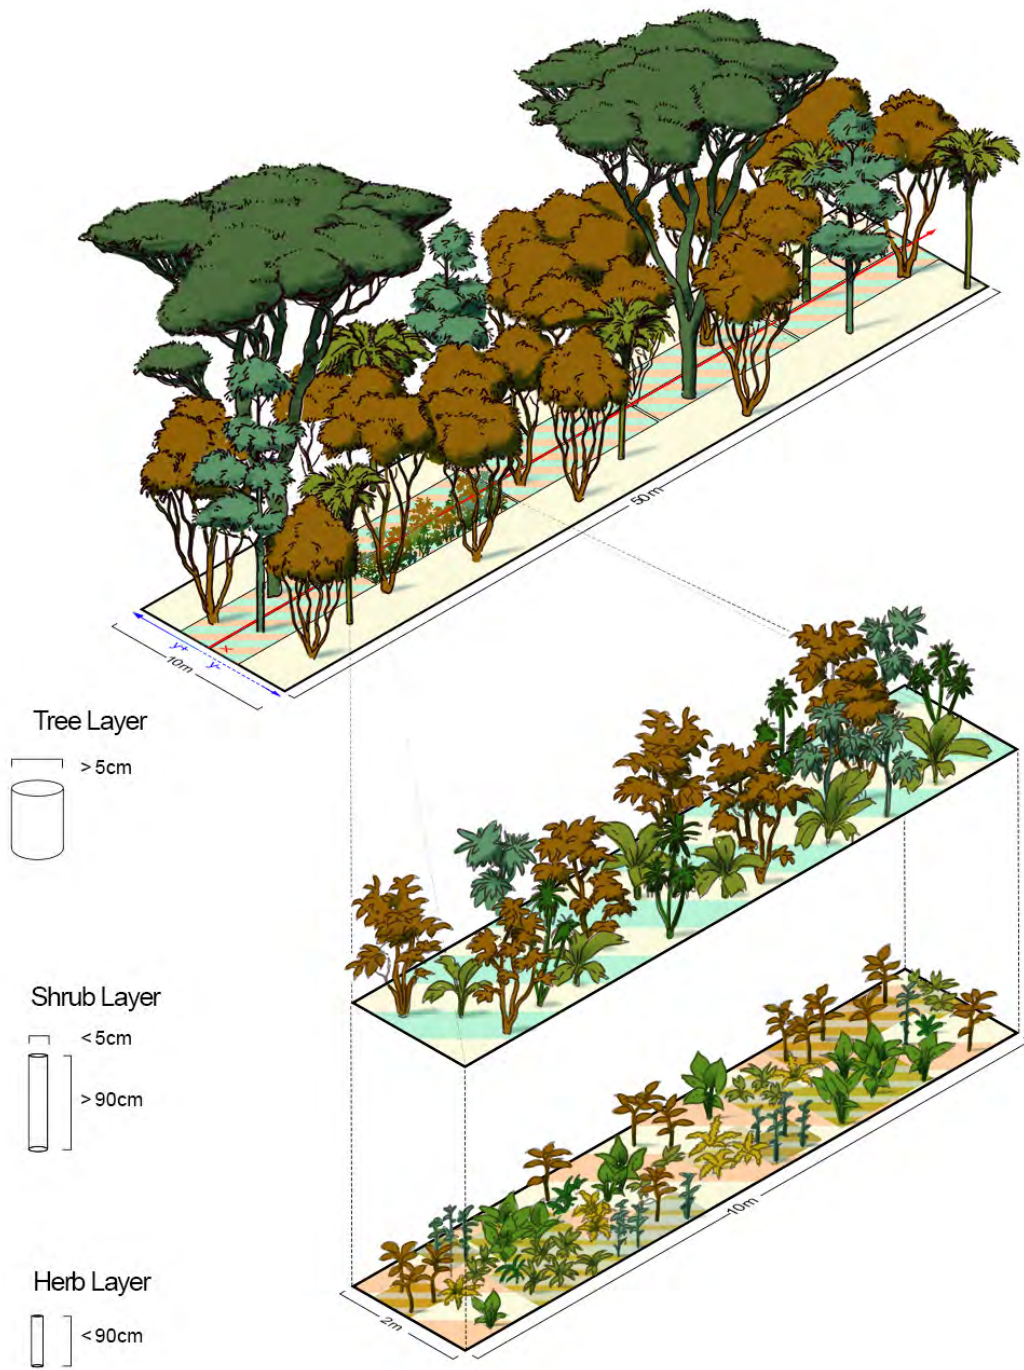 50m
10m
y+
x
y-
Tree Layer
>5cm
Shrub Layer
<5cm
>90cm
10m
2m
Herb Layer
<90cm